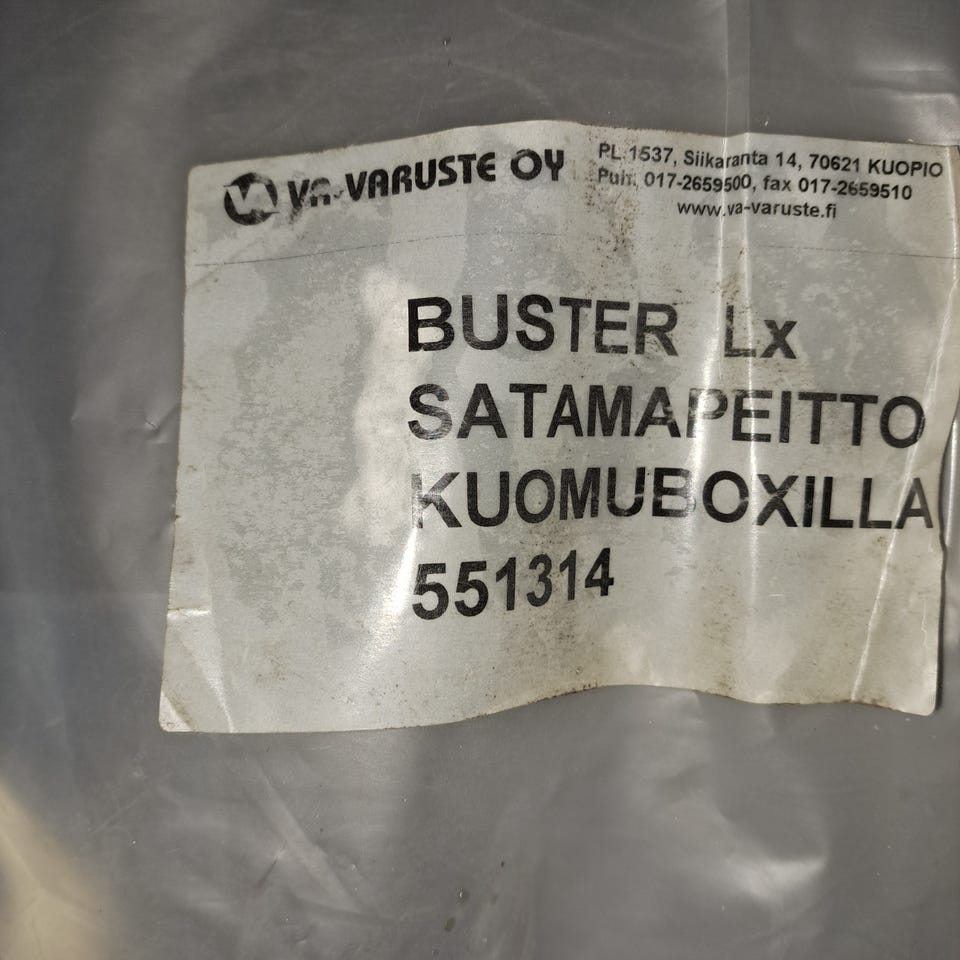 VA-VARUSTE OY
PL 1537, Siikaranta 14, 70621 KUOPIO
Puh. 017-2659500, fax 017-2659510
www.va-varuste.fi
BUSTER Lx
SATAMAPEITTO
KUOMUBOXILLA
551314